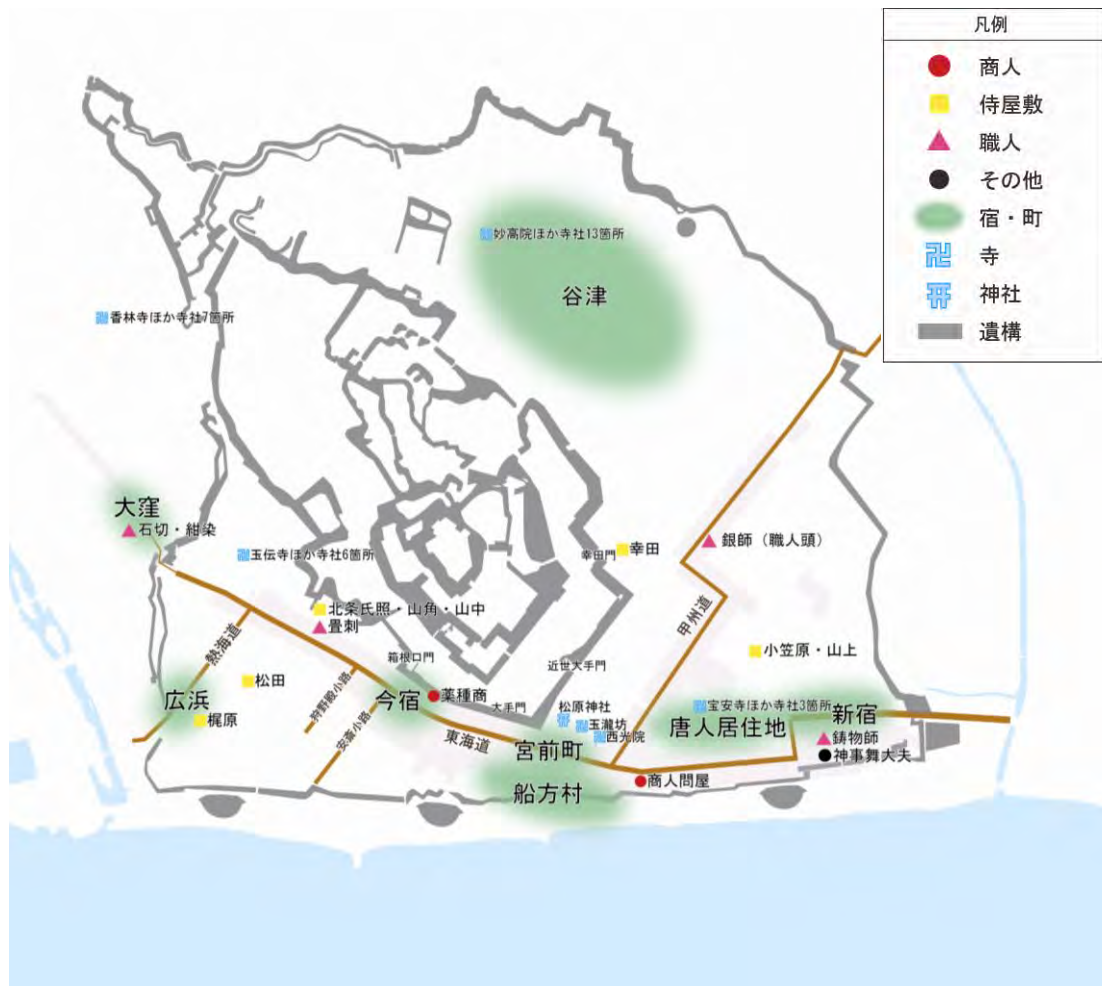 凡例
商人
侍屋敷
職人
その他
宿・町
寺
神社
遺構
妙高院ほか寺社13箇所
谷津
香林寺ほか寺社7箇所
大窪
石切・紺染
玉伝寺ほか寺社6箇所
幸田門
幸田
銀師（職人頭）
北条氏照・山角・山中
畳刺
甲州道
熱海道
箱根口門
近世大手門
小笠原・山上
松田
狩野殿小路
今宿
薬種商
大手門
松原神社
宝安寺ほか寺社3箇所
広浜
梶原
安斎小路
東海道
玉瀧坊
西光院
唐人居住地
新宿
宮前町
鋳物師
神事舞大夫
船方村
商人問屋